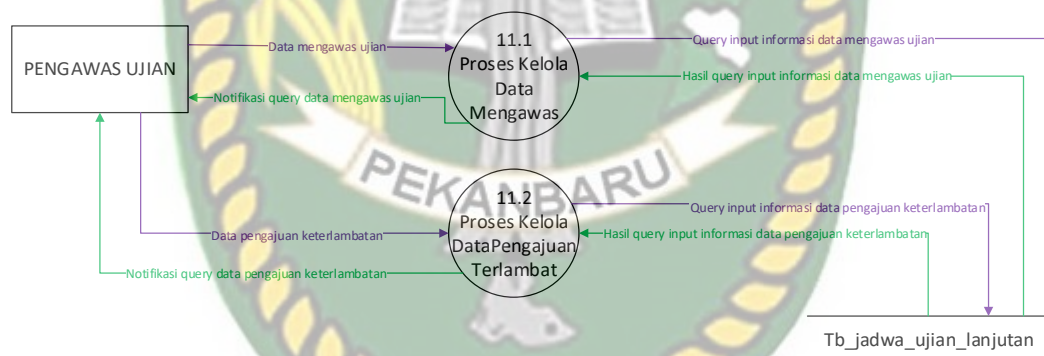 PENGAWAS UJIAN
Data mengawas ujian
Notifikasi query data mengawas ujian
11.1
Proses Kelola
Data
Mengawas
Query input informasi data mengawas ujian
Hasil query input informasi data mengawas ujian
PEKANBARU
11.2
Proses Kelola
DataPengajuan
Terlambat
Query input informasi data pengajuan keterlambatan
Hasil query input informasi data pengajuan keterlambatan
Data pengajuan keterlambatan
Notifikasi query data pengajuan keterlambatan
Tb_jadwa_ujian_lanjutan